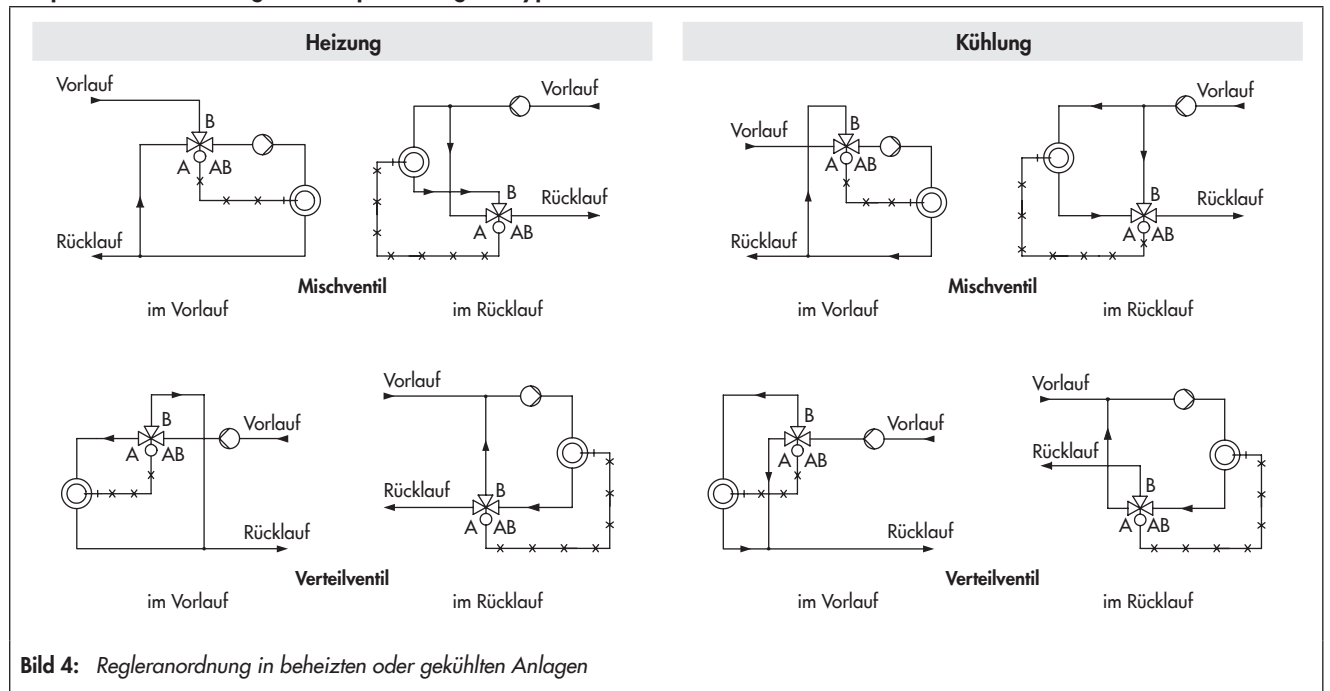 Heizung
Kühlung
Vorlauf
B
A
AB
Rücklauf
Vorlauf
B
Rücklauf
A
AB
Mischventil
im Vorlauf
im Rücklauf
Vorlauf
B
A
AB
Rücklauf
Vorlauf
B
Rücklauf
A
AB
Mischventil
im Vorlauf
im Rücklauf
B
Vorlauf
A
AB
Rücklauf
Vorlauf
Rücklauf
B
A
AB
Verteilventil
im Vorlauf
im Rücklauf
B
Vorlauf
A
AB
Rücklauf
Vorlauf
Rücklauf
B
A
AB
Verteilventil
im Vorlauf
im Rücklauf
Bild 4: Regleranordnung in beheizten oder gekühlten Anlagen